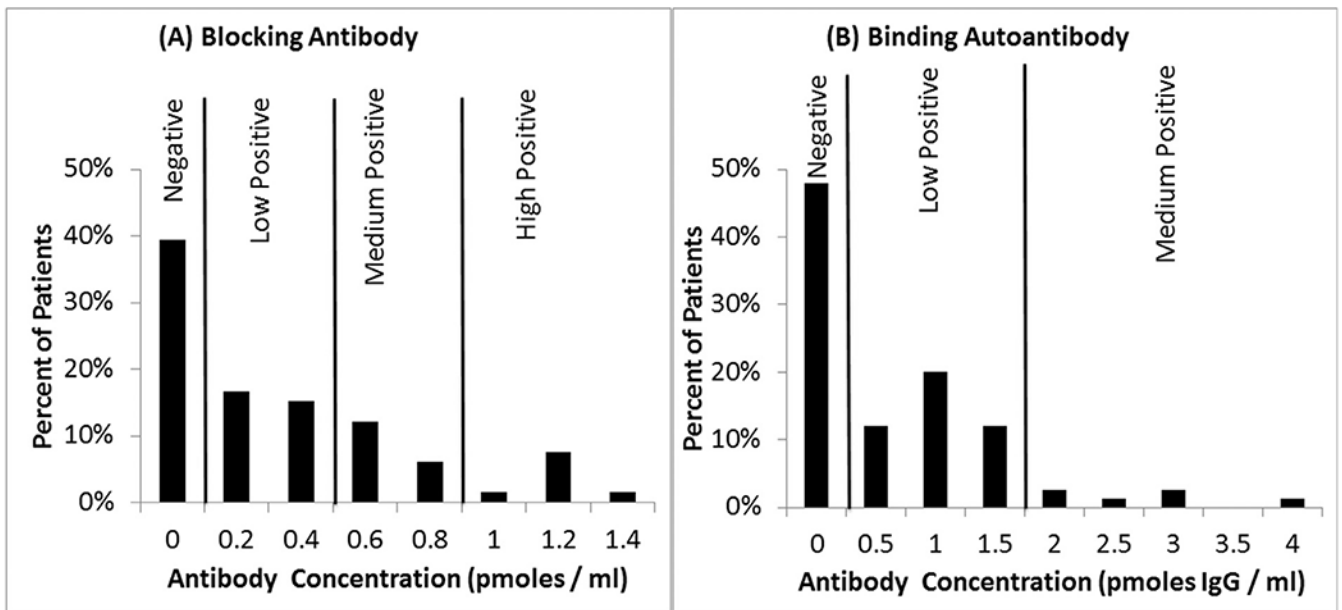 (A) Blocking Antibody
Negative
Low Positive
Medium Positive
High Positive
Percent of Patients
50%
40%
30%
20%
10%
0%
0 0.2 0.4 0.6 0.8 1 1.2 1.4
Antibody Concentration (pmoles / ml)
(B) Binding Autoantibody
Negative
Low Positive
Medium Positive
Percent of Patients
50%
40%
30%
20%
10%
0%
0 0.5 1 1.5 2 2.5 3 3.5 4
Antibody Concentration (pmoles IgG / ml)